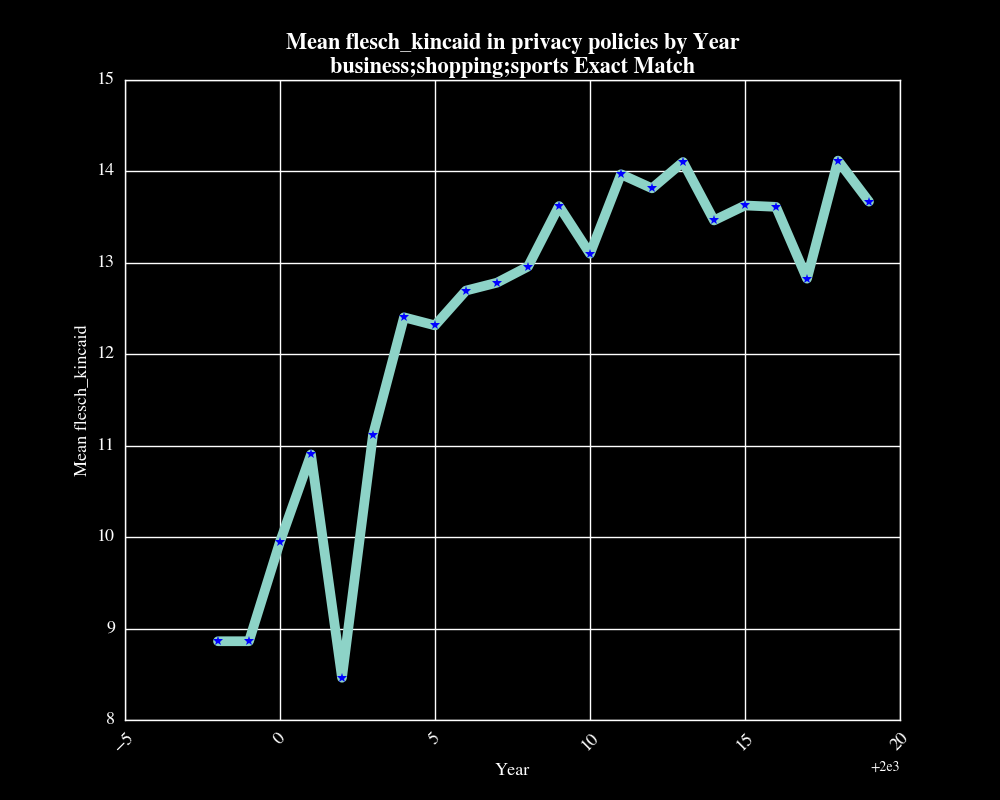 Mean flesch_kincaid in privacy policies by Year
business;shopping;sports Exact Match
15
14
13
12
11
10
9
8
Mean flesch_kincaid
−5
0
5
10
15
20
Year
+2e3